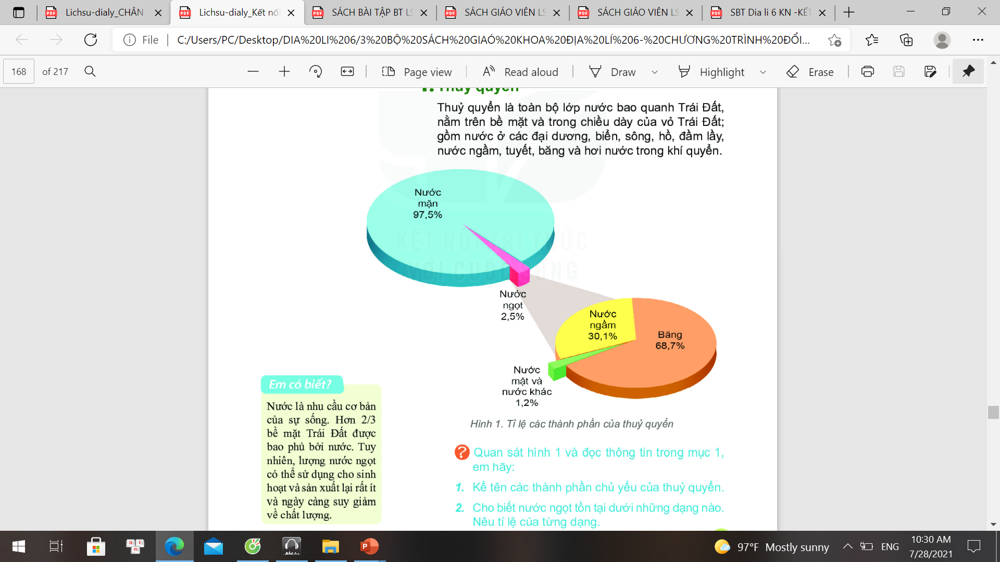 Lichsu-dialy_CHÂN
Lichsu-dialy_Kết nối
SÁCH BÀI TẬP BT LS
SÁCH GIÁO VIÊN LS
SÁCH GIÁO VIÊN LS
SBT Dia li 6 KN -KẾT
File
C:/Users/PC/Desktop/DIA%20LI%206/3%20BỘ%20SÁCH%20GIAÓ%20KHOA%20ĐỊA%20LÍ%206-%20CHƯƠNG%20TRÌNH%20ĐỔI...
168 of 217
Page view
Read aloud
Draw
Highlight
Erase
1. Thuỷ quyển
Thuỷ quyển là toàn bộ lớp nước bao quanh Trái Đất,
nằm trên bề mặt và trong chiều dày của vỏ Trái Đất;
gồm nước ở các đại dương, biển, sông, hồ, đầm lầy,
nước ngầm, tuyết, băng và hơi nước trong khí quyển.
Nước
mặn
97,5%
KẾT NỐI TRI THỨC
VỚI CUỘC SỐNG
Nước
ngọt
2,5%
Nước
ngầm
30,1%
Băng
68,7%
Nước
mặt và
nước khác
1,2%
Hình 1. Tỉ lệ các thành phần của thuỷ quyển
Em có biết?
Nước là nhu cầu cơ bản
của sự sống. Hơn 2/3
bề mặt Trái Đất được
bao phủ bởi nước. Tuy
nhiên, lượng nước ngọt
có thể sử dụng cho sinh
hoạt và sản xuất lại rất ít
và ngày càng suy giảm
về chất lượng.
? Quan sát hình 1 và đọc thông tin trong mục 1,
em hãy:
1. Kể tên các thành phần chủ yếu của thuỷ quyển.
2. Cho biết nước ngọt tồn tại dưới những dạng nào.
Nêu tỉ lệ của từng dạng.
97°F Mostly sunny
ENG
10:30 AM
7/28/2021